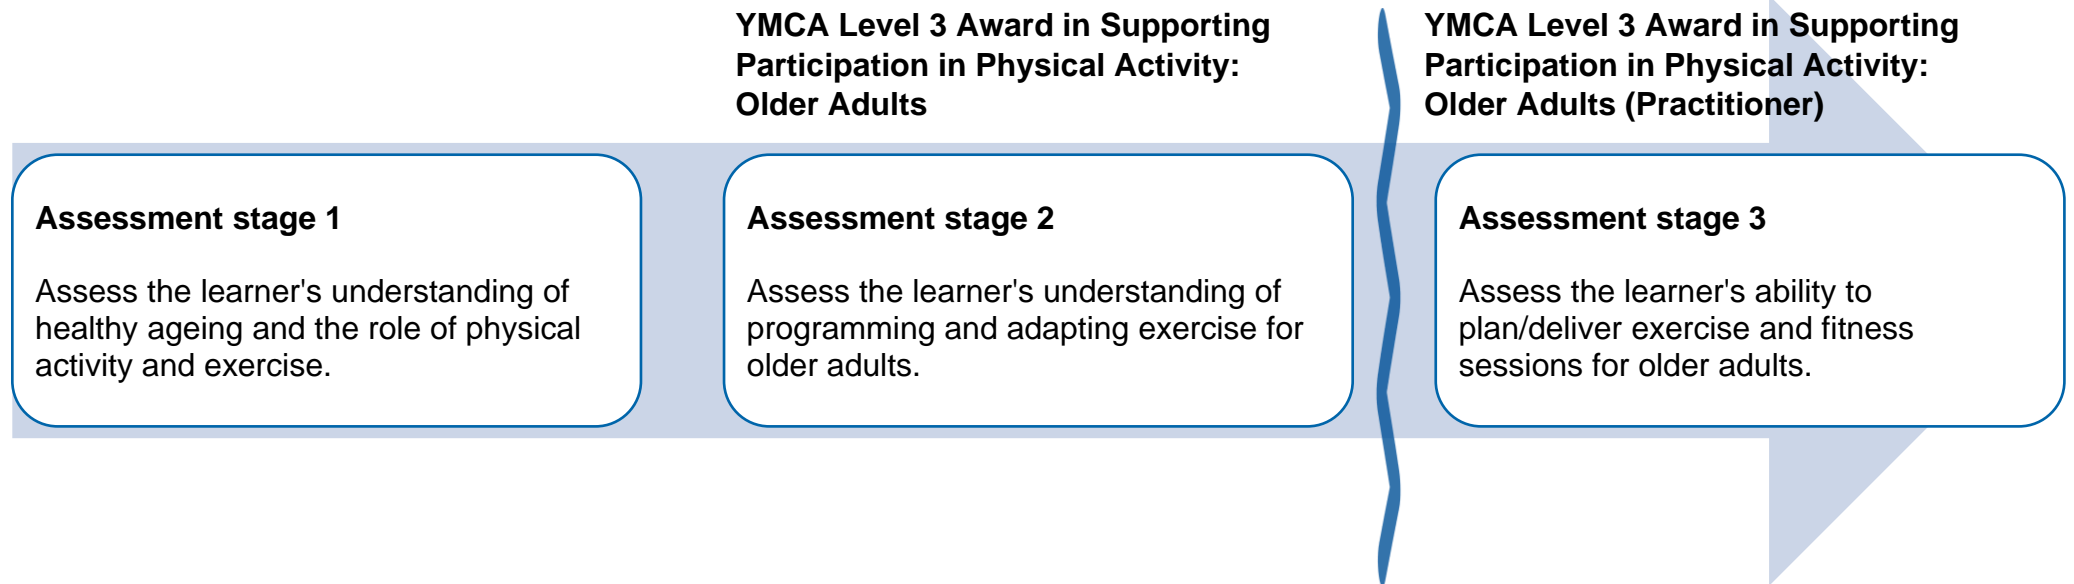 YMCA Level 3 Award in Supporting
Participation in Physical Activity:
Older Adults
YMCA Level 3 Award in Supporting
Participation in Physical Activity:
Older Adults (Practitioner)
Assessment stage 1
Assess the learner's understanding of
healthy ageing and the role of physical
activity and exercise.
Assessment stage 2
Assess the learner's understanding of
programming and adapting exercise for
older adults.
Assessment stage 3
Assess the learner's ability to
plan/deliver exercise and fitness
sessions for older adults.